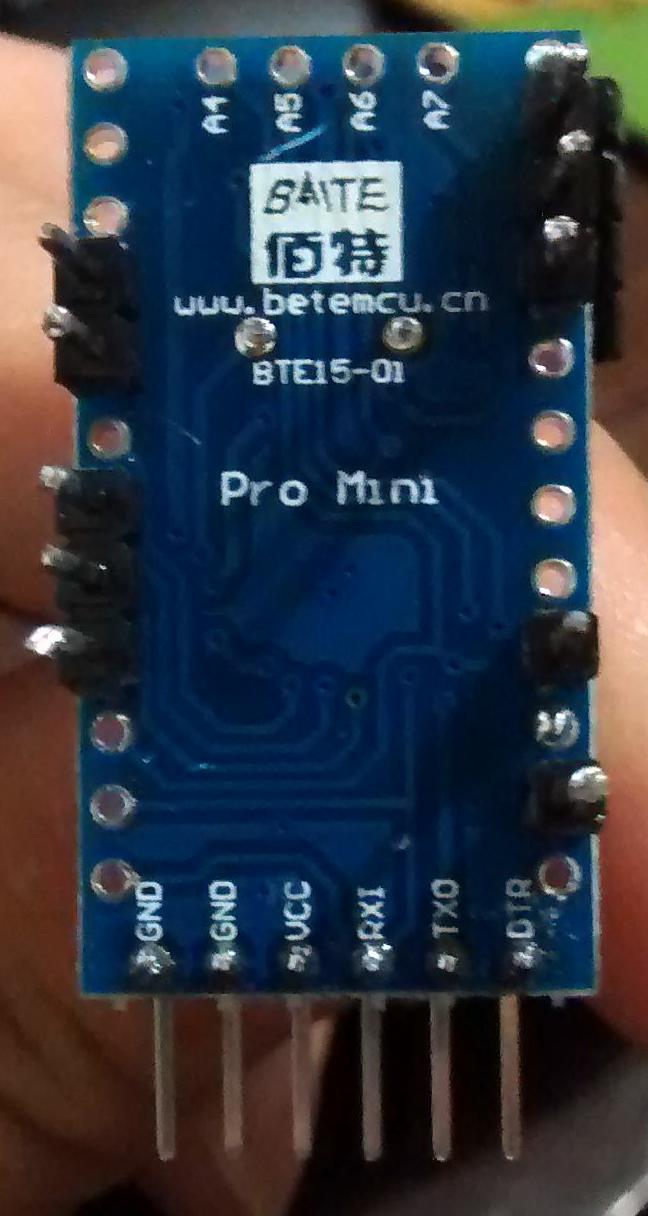 A4 A5 A6 A7
BAITE
佰特
www.betemcu.cn
BTE15-01
Pro Mini
GND GND VCC RXI TXO DTR